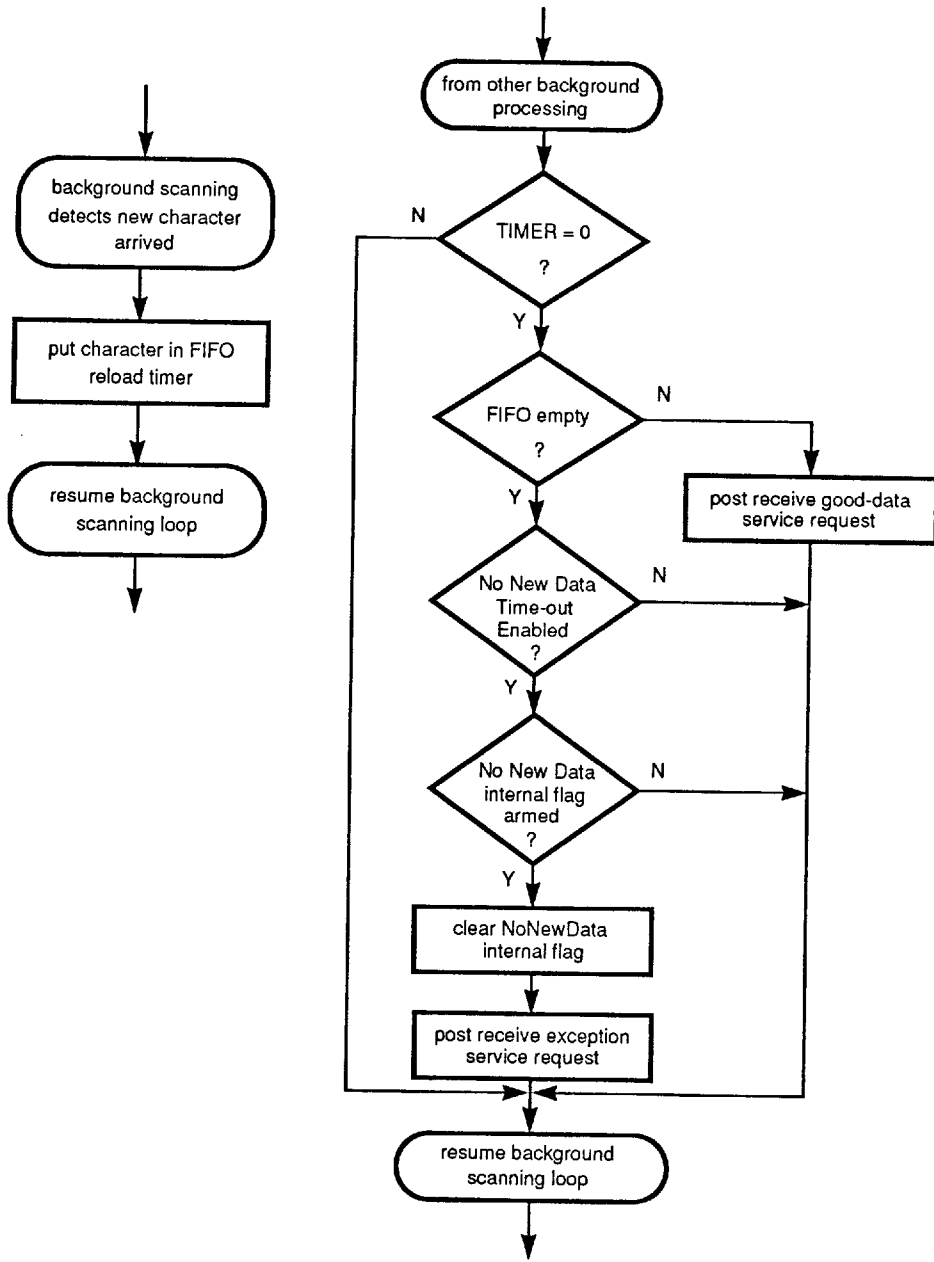 background scanning
detects new character
arrived
put character in FIFO
reload timer
resume background
scanning loop
from other background
processing
TIMER = 0
?
N
Y
FIFO empty
?
N
Y
post receive good-data
service request
No New Data
Time-out
Enabled
?
N
Y
No New Data
internal flag
armed
?
N
Y
clear NoNewData
internal flag
post receive exception
service request
resume background
scanning loop